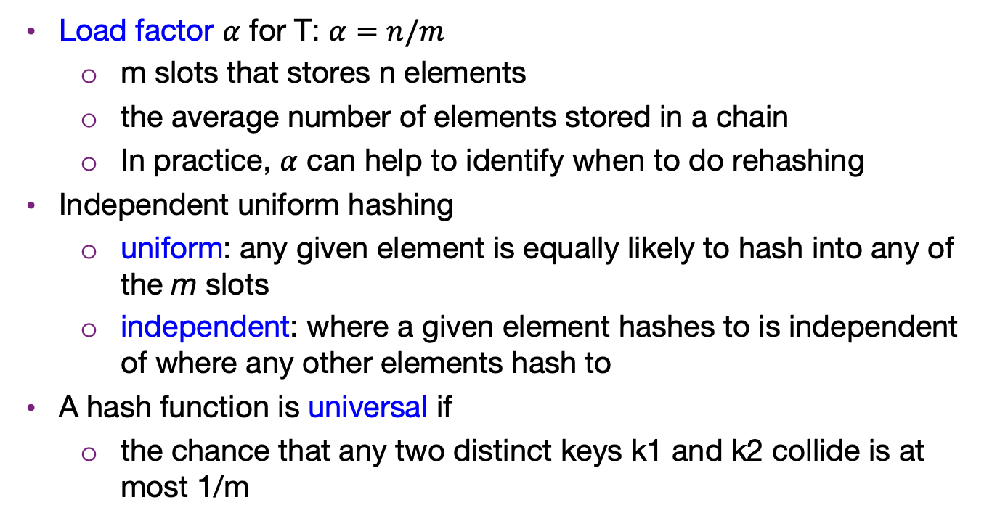 • Load factor 𝛼 for T: 𝛼 = 𝑛/𝑚
○ m slots that stores n elements
○ the average number of elements stored in a chain
○ In practice, 𝛼 can help to identify when to do rehashing
• Independent uniform hashing
○ uniform: any given element is equally likely to hash into any of
the m slots
○ independent: where a given element hashes to is independent
of where any other elements hash to
• A hash function is universal if
○ the chance that any two distinct keys k1 and k2 collide is at
most 1/m